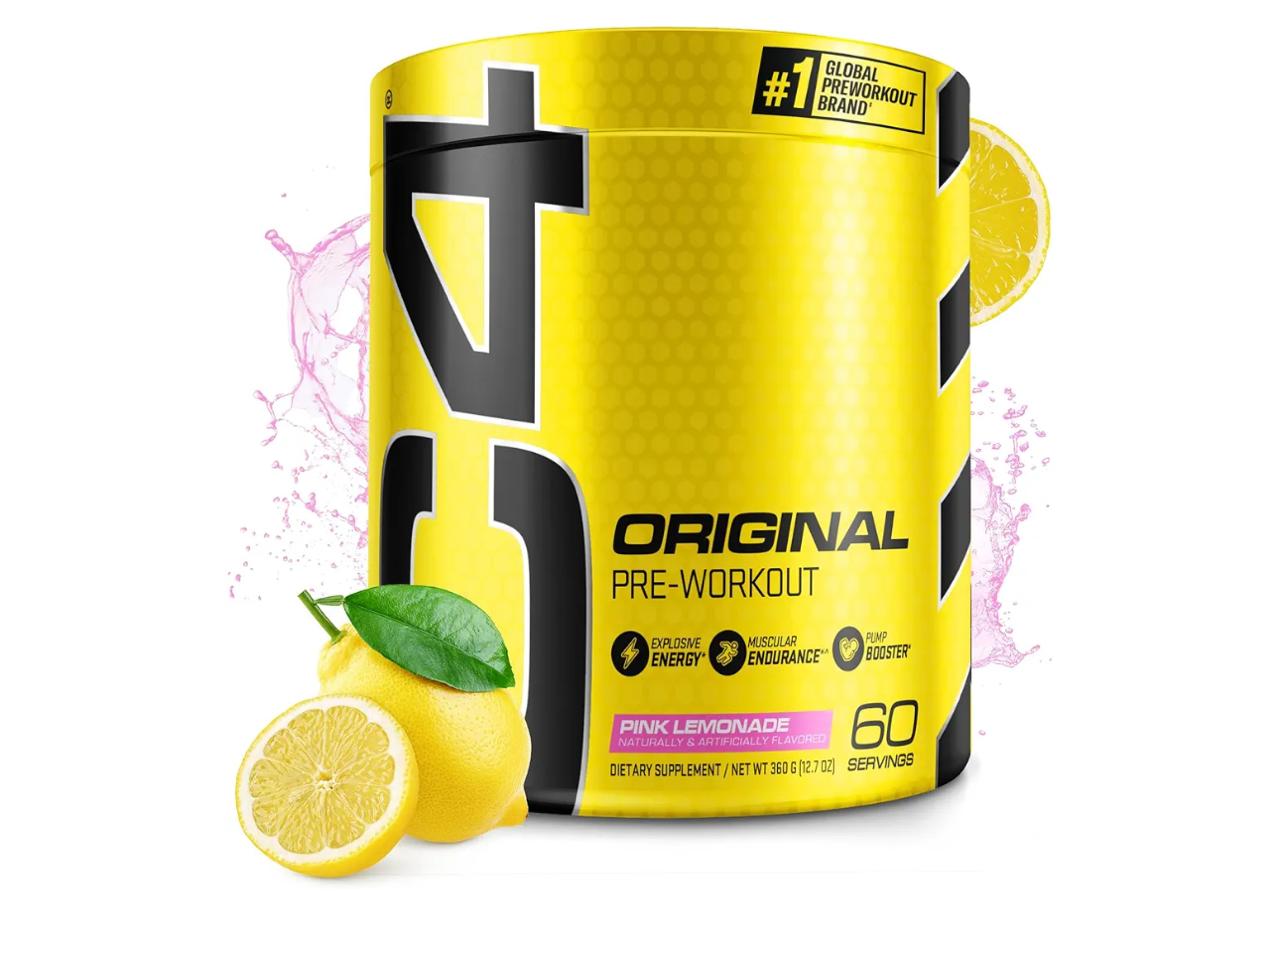 C4®
#1 GLOBAL
PREWORKOUT
BRAND‡
ORIGINAL
PRE-WORKOUT
EXPLOSIVE
ENERGY*
MUSCULAR
ENDURANCE*^
PUMP
BOOSTER*
PINK LEMONADE
NATURALLY & ARTIFICIALLY FLAVORED
60
SERVINGS
DIETARY SUPPLEMENT / NET WT 360 G (12.7 OZ)